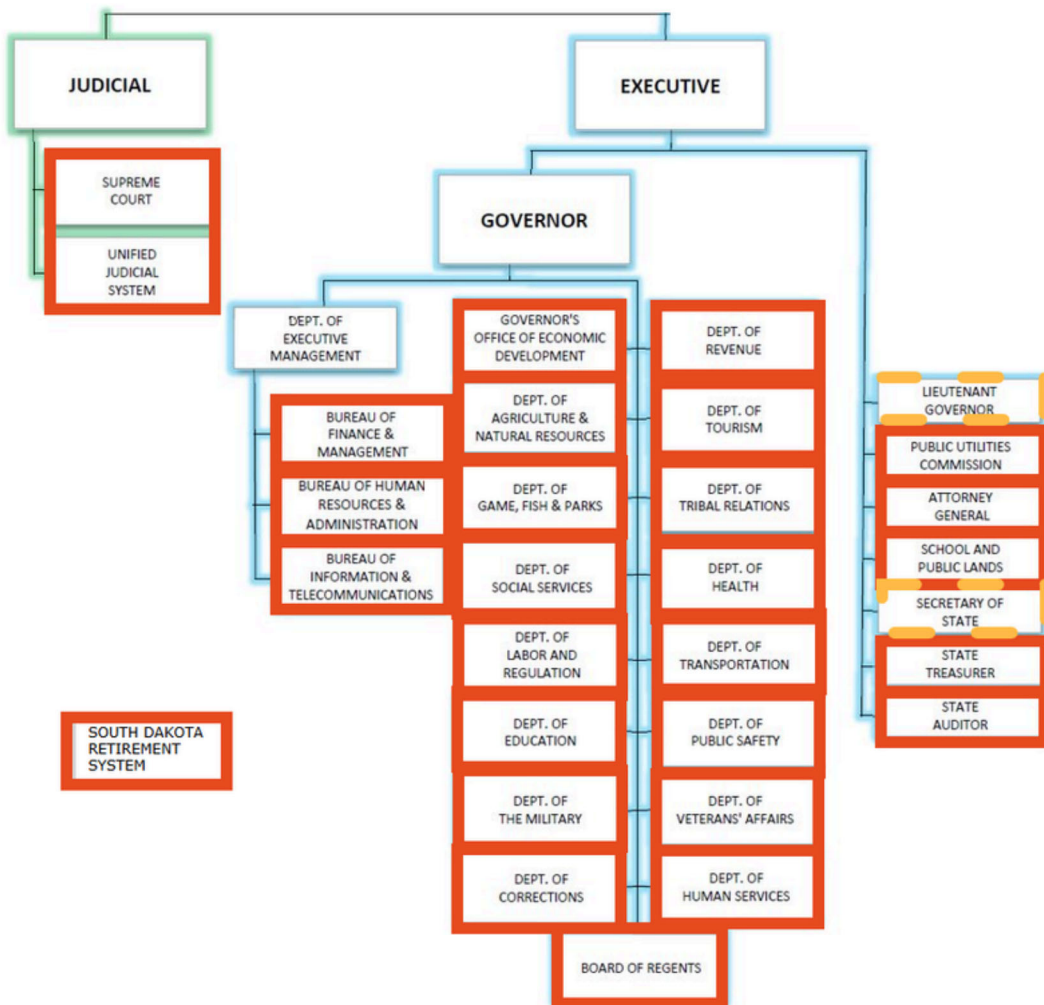 JUDICIAL
EXECUTIVE
SUPREME
COURT
UNIFIED
JUDICIAL
SYSTEM
GOVERNOR
DEPT. OF
EXECUTIVE
MANAGEMENT
BUREAU OF
FINANCE &
MANAGEMENT
BUREAU OF HUMAN
RESOURCES &
ADMINISTRATION
BUREAU OF
INFORMATION &
TELECOMMUNICATIONS
GOVERNOR'S
OFFICE OF ECONOMIC
DEVELOPMENT
DEPT. OF
AGRICULTURE &
NATURAL RESOURCES
DEPT. OF
GAME, FISH & PARKS
DEPT. OF
SOCIAL SERVICES
DEPT. OF
LABOR AND
REGULATION
DEPT. OF
EDUCATION
DEPT. OF
THE MILITARY
DEPT. OF
CORRECTIONS
DEPT. OF
REVENUE
DEPT. OF
TOURISM
DEPT. OF
TRIBAL RELATIONS
DEPT. OF
HEALTH
DEPT. OF
TRANSPORTATION
DEPT. OF
PUBLIC SAFETY
DEPT. OF
VETERANS' AFFAIRS
DEPT. OF
HUMAN SERVICES
BOARD OF REGENTS
LIEUTENANT
GOVERNOR
PUBLIC UTILITIES
COMMISSION
ATTORNEY
GENERAL
SCHOOL AND
PUBLIC LANDS
SECRETARY OF
STATE
STATE
TREASURER
STATE
AUDITOR
SOUTH DAKOTA
RETIREMENT
SYSTEM